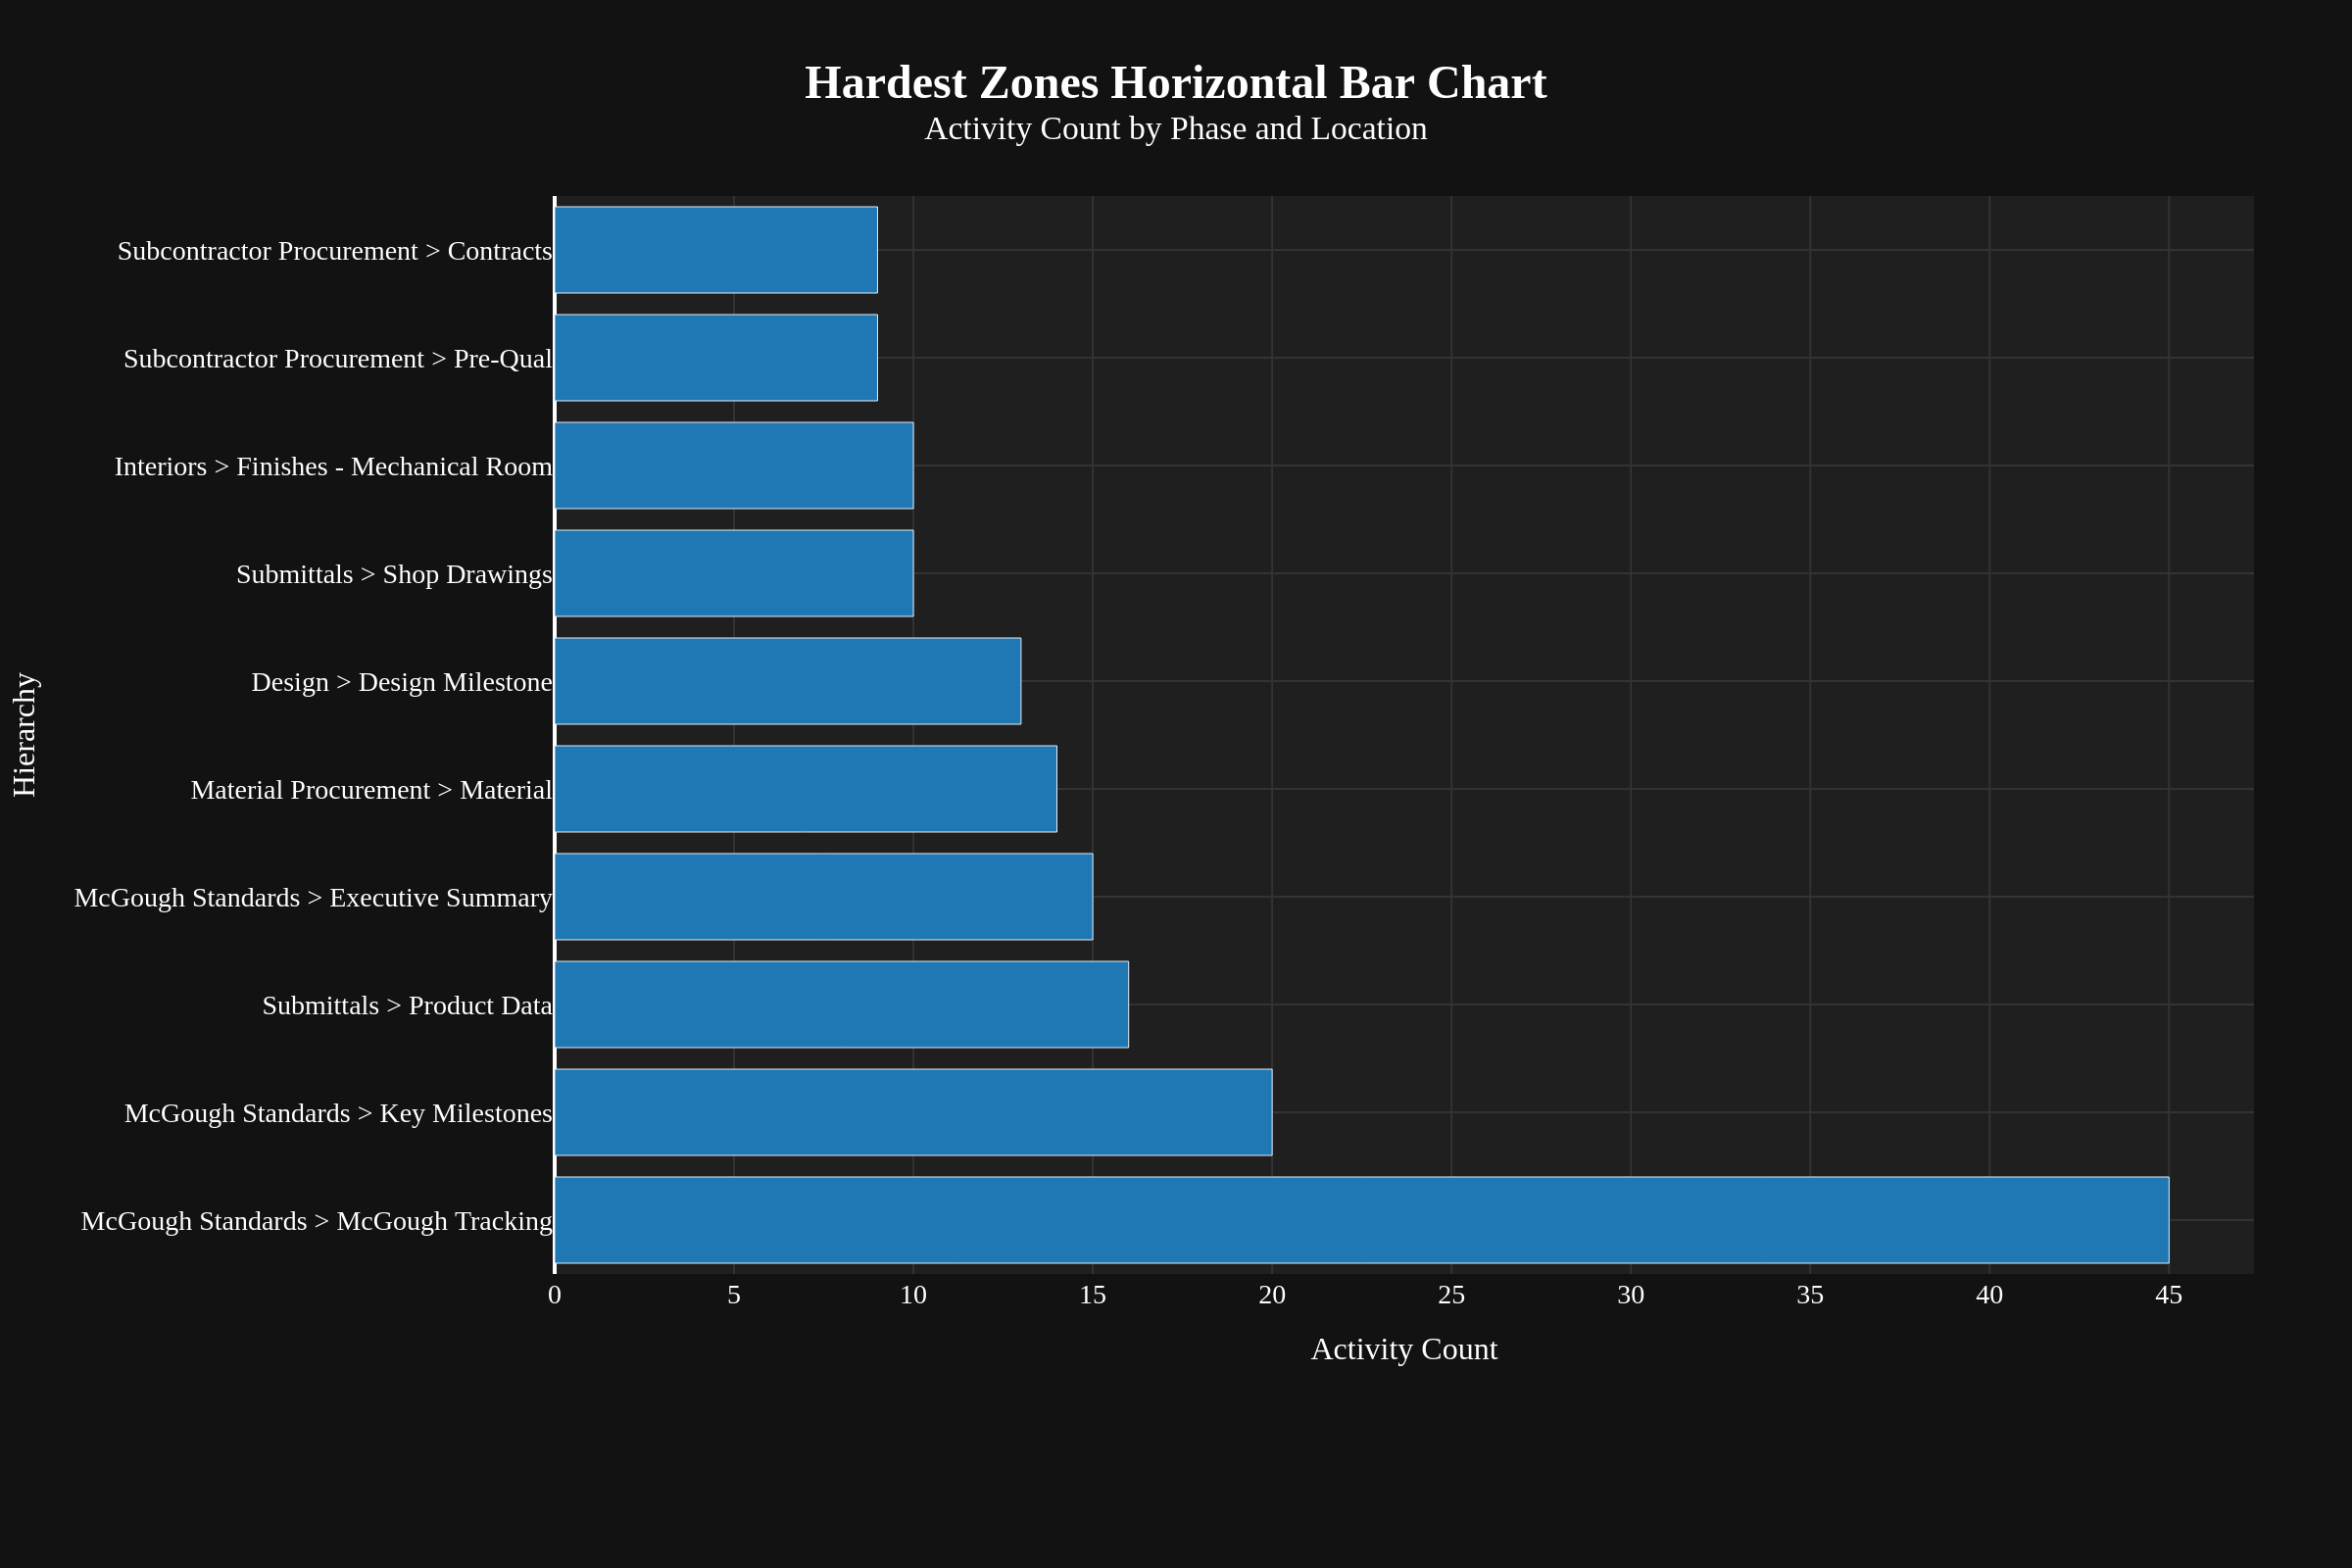 Hardest Zones Horizontal Bar Chart
Activity Count by Phase and Location
Hierarchy
Subcontractor Procurement > Contracts
Subcontractor Procurement > Pre-Qual
Interiors > Finishes - Mechanical Room
Submittals > Shop Drawings
Design > Design Milestone
Material Procurement > Material
McGough Standards > Executive Summary
Submittals > Product Data
McGough Standards > Key Milestones
McGough Standards > McGough Tracking
0 5 10 15 20 25 30 35 40 45
Activity Count